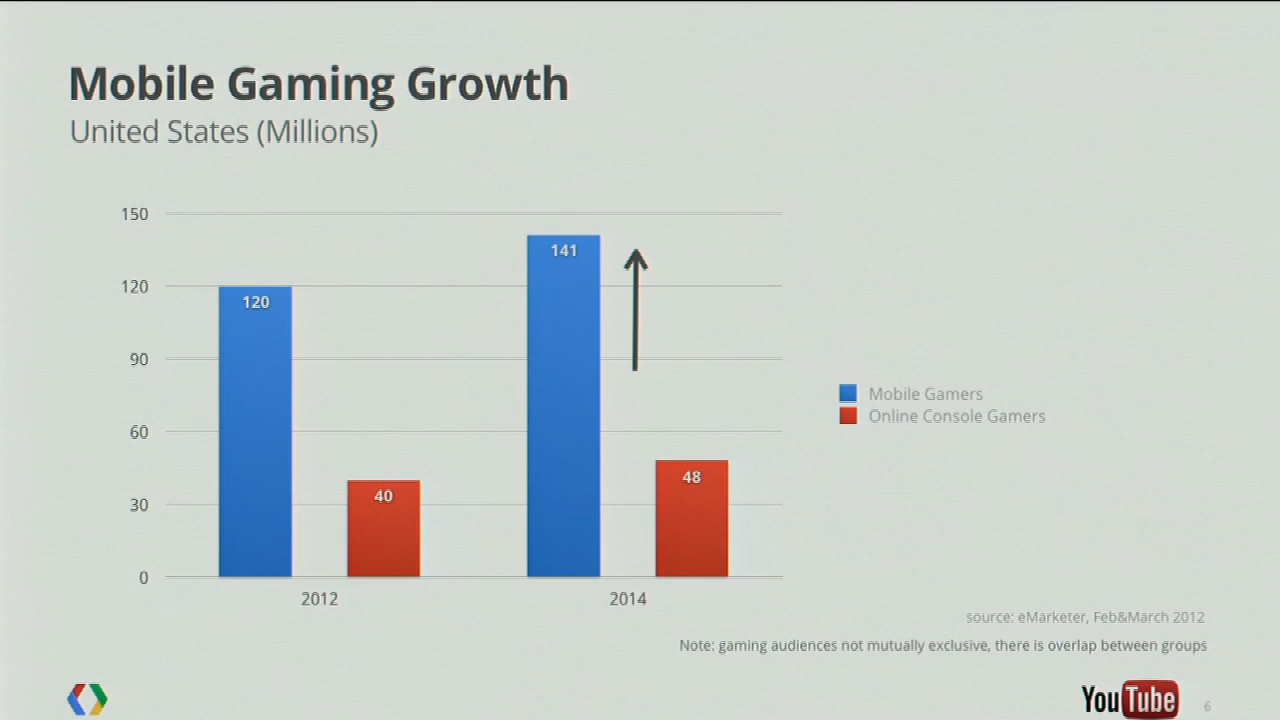 Mobile Gaming Growth
United States (Millions)
150
120
90
60
30
0
120
40
141
48
2012
2014
Mobile Gamers
Online Console Gamers
source: eMarketer, Feb&March 2012
Note: gaming audiences not mutually exclusive, there is overlap between groups
YouTube
6